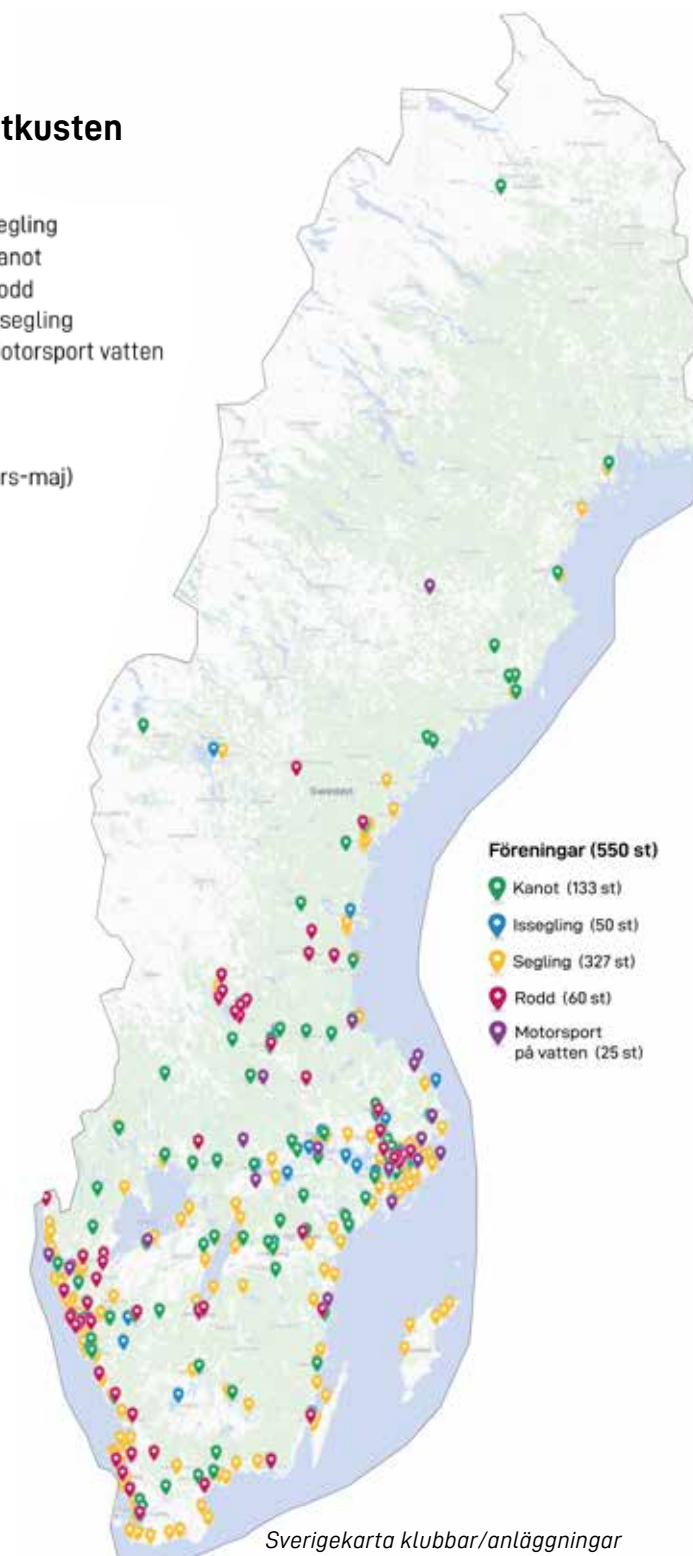 tkusten
egling
anot
odd
segling
otorsport vatten
rs-maj)
Sweden
Föreningar (550 st)
Kanot (133 st)
Issegling (50 st)
Segling (327 st)
Rodd (60 st)
Motorsport
på vatten (25 st)
Sverigekarta klubbar/anläggningar